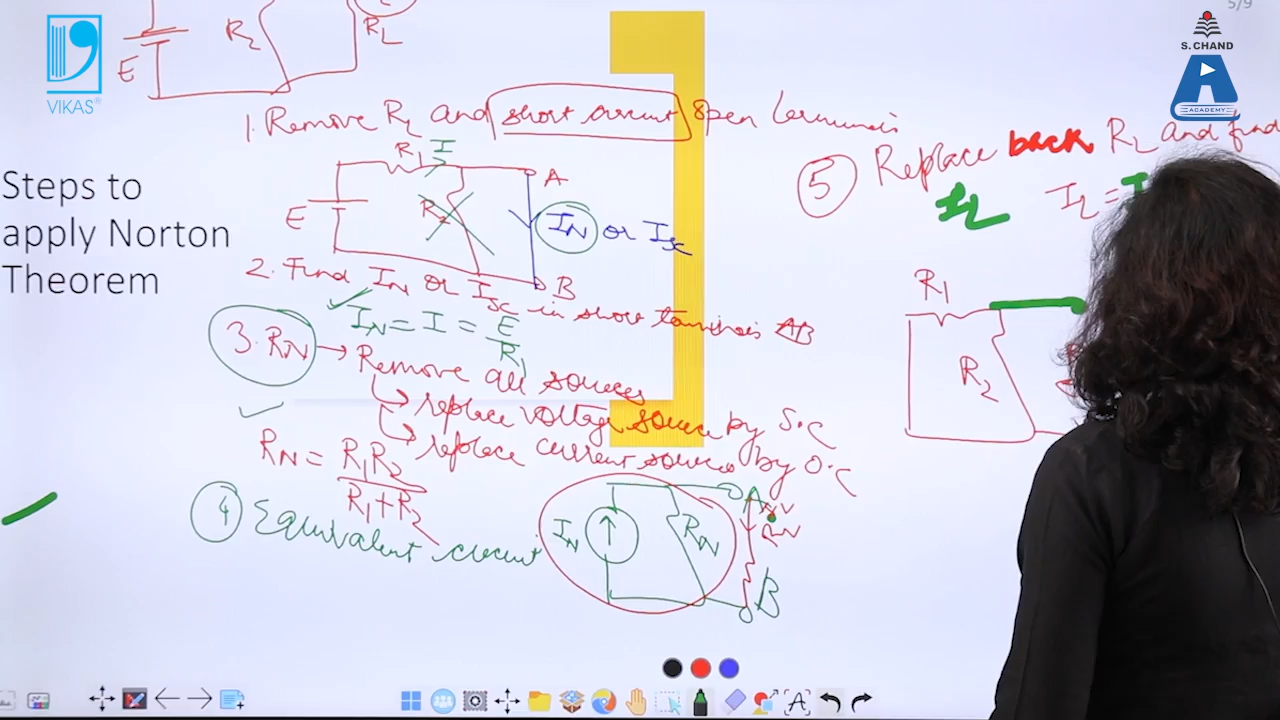 5/9
VIKAS®
S. CHAND
ACADEMY
E
R2
RL
Steps to
apply Norton
Theorem
1. Remove RL and short circuit open terminals
R1 I
A
E
R2
IN or Isc
B
2. Find IN or Isc in short terminals AB
IN = I = E/R1
3. RN → Remove all sources
→ replace voltage source by S.C
→ replace current source by O.C
RN = R1R2/R1+R2
4 Equivalent circuit
IN
RN
A
B
5 Replace back RL and find
IL
IL = I
R1
R2